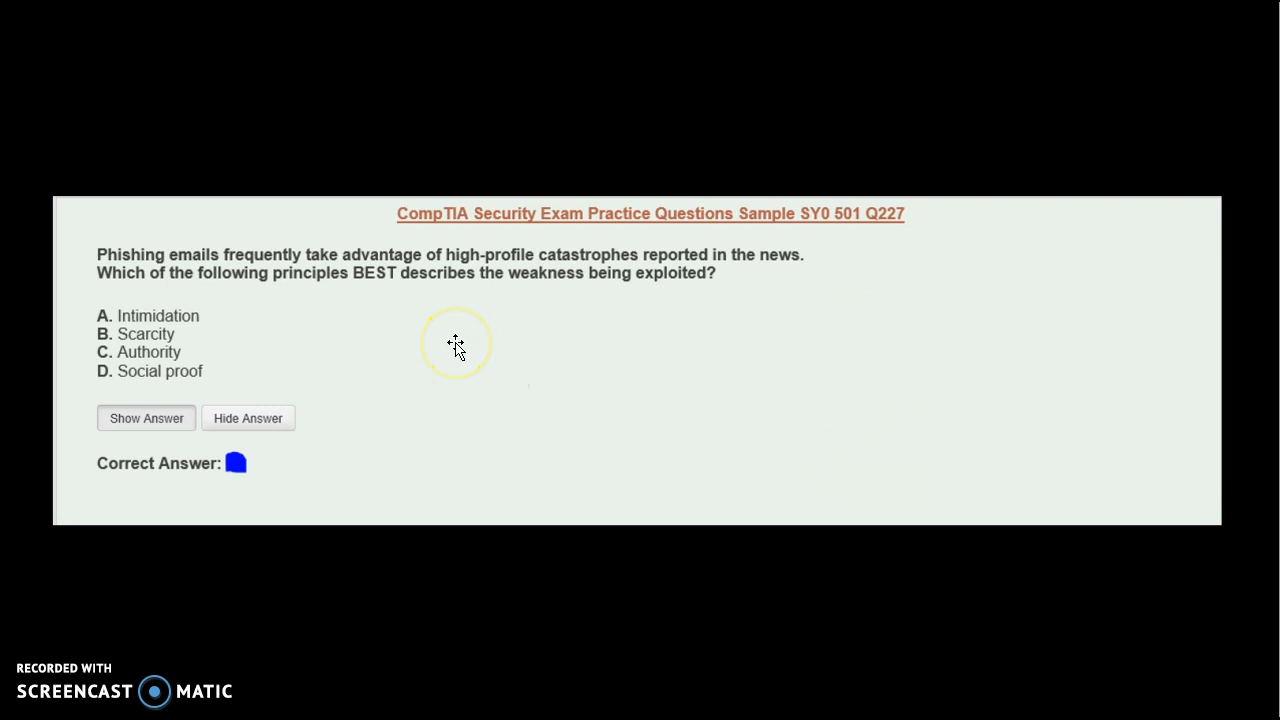 CompTIA Security Exam Practice Questions Sample SY0 501 Q227
Phishing emails frequently take advantage of high-profile catastrophes reported in the news.
Which of the following principles BEST describes the weakness being exploited?
A. Intimidation
B. Scarcity
C. Authority
D. Social proof
Show Answer Hide Answer
Correct Answer:
RECORDED WITH
SCREENCAST MATIC